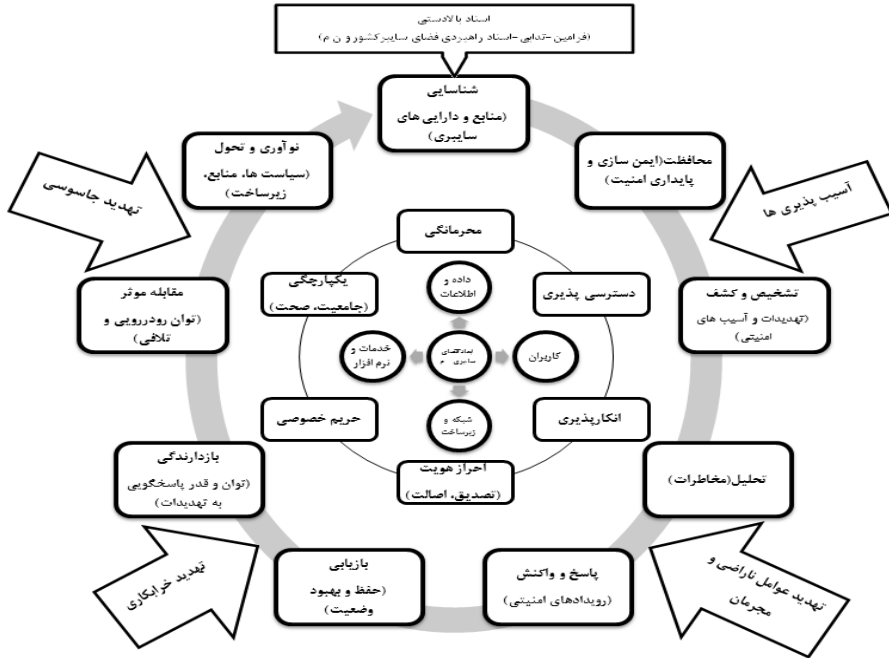 اسناد بالادستی
(فرامین -تدابی -اسناد راهبردی فضای سایبر کشور و ن م)
شناسایی
(منابع و دارایی های
سایبری)
محافظت(ایمن سازی و
پایداری امنیت)
آسیب پذیری ها
تشخیص و کشف
(تهدیدات و آسیب های
امنیتی)
تحلیل(مخاطرات)
تهدید عوامل ناراضی و
مجرمان
پاسخ و واکنش
(رویدادهای امنیتی)
بازیابی
(حفظ و بهبود
وضعیت)
تهدید خرابکاری
بازدارندگی
(توان و قدر پاسخگویی
به تهدیدات)
مقابله موثر
(توان رودررویی و
تلافی)
تهدید جاسوسی
نوآوری و تحول
(سیاست ها، منابع،
زیرساخت)
محرمانگی
دسترسی پذیری
انکارپذیری
احراز هویت
(تصدیق، اصالت)
حریم خصوصی
یکپارچگی
(جامعیت، صحت)
داده و
اطلاعات
کاربران
شبکه و
زیرساخت
خدمات و
نرم افزار
سایبری م